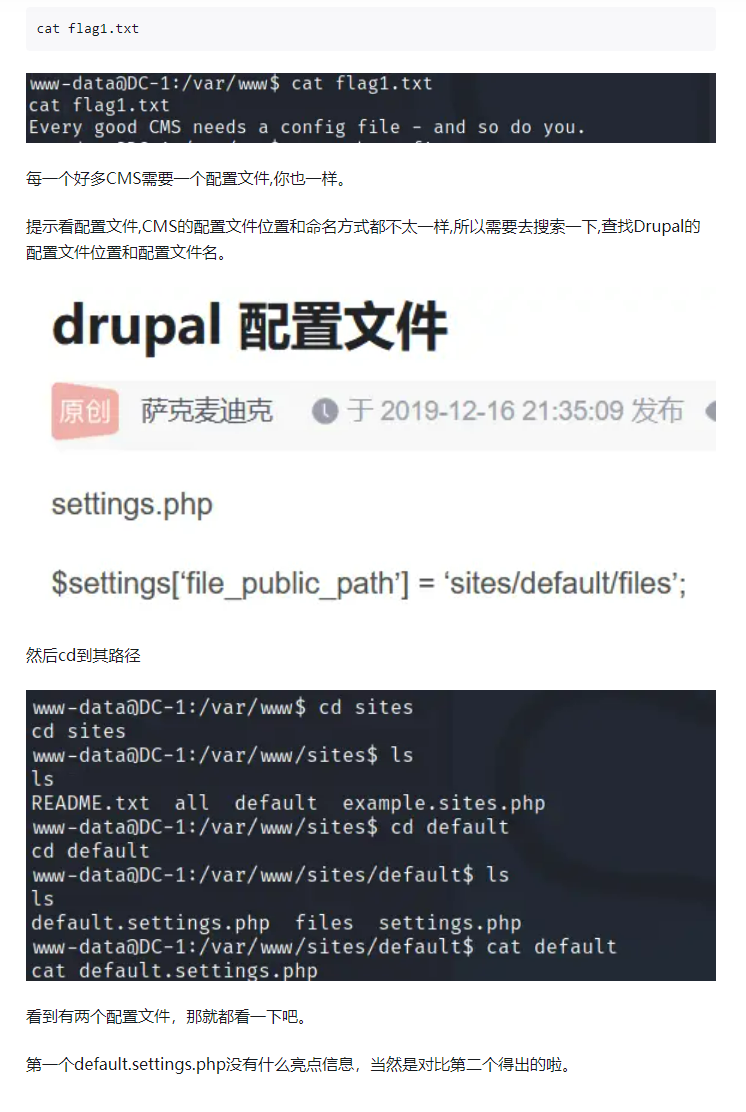 cat flag1.txt
www-data@DC-1:/var/www$ cat flag1.txt
cat flag1.txt
Every good CMS needs a config file - and so do you.
每一个好多CMS需要一个配置文件,你也一样。
提示看配置文件,CMS的配置文件位置和命名方式都不太一样,所以需要去搜索一下,查找Drupal的
配置文件位置和配置文件名。
drupal 配置文件
原创 萨克麦迪克 于 2019-12-16 21:35:09 发布
settings.php
$settings[‘file_public_path’] = ‘sites/default/files’;
然后cd到其路径
www-data@DC-1:/var/www$ cd sites
cd sites
www-data@DC-1:/var/www/sites$ ls
ls
README.txt  all  default  example.sites.php
www-data@DC-1:/var/www/sites$ cd default
cd default
www-data@DC-1:/var/www/sites/default$ ls
ls
default.settings.php  files  settings.php
www-data@DC-1:/var/www/sites/default$ cat default
cat default.settings.php
看到有两个配置文件，那就都看一下吧。
第一个default.settings.php没有什么亮点信息，当然是对比第二个得出的啦。